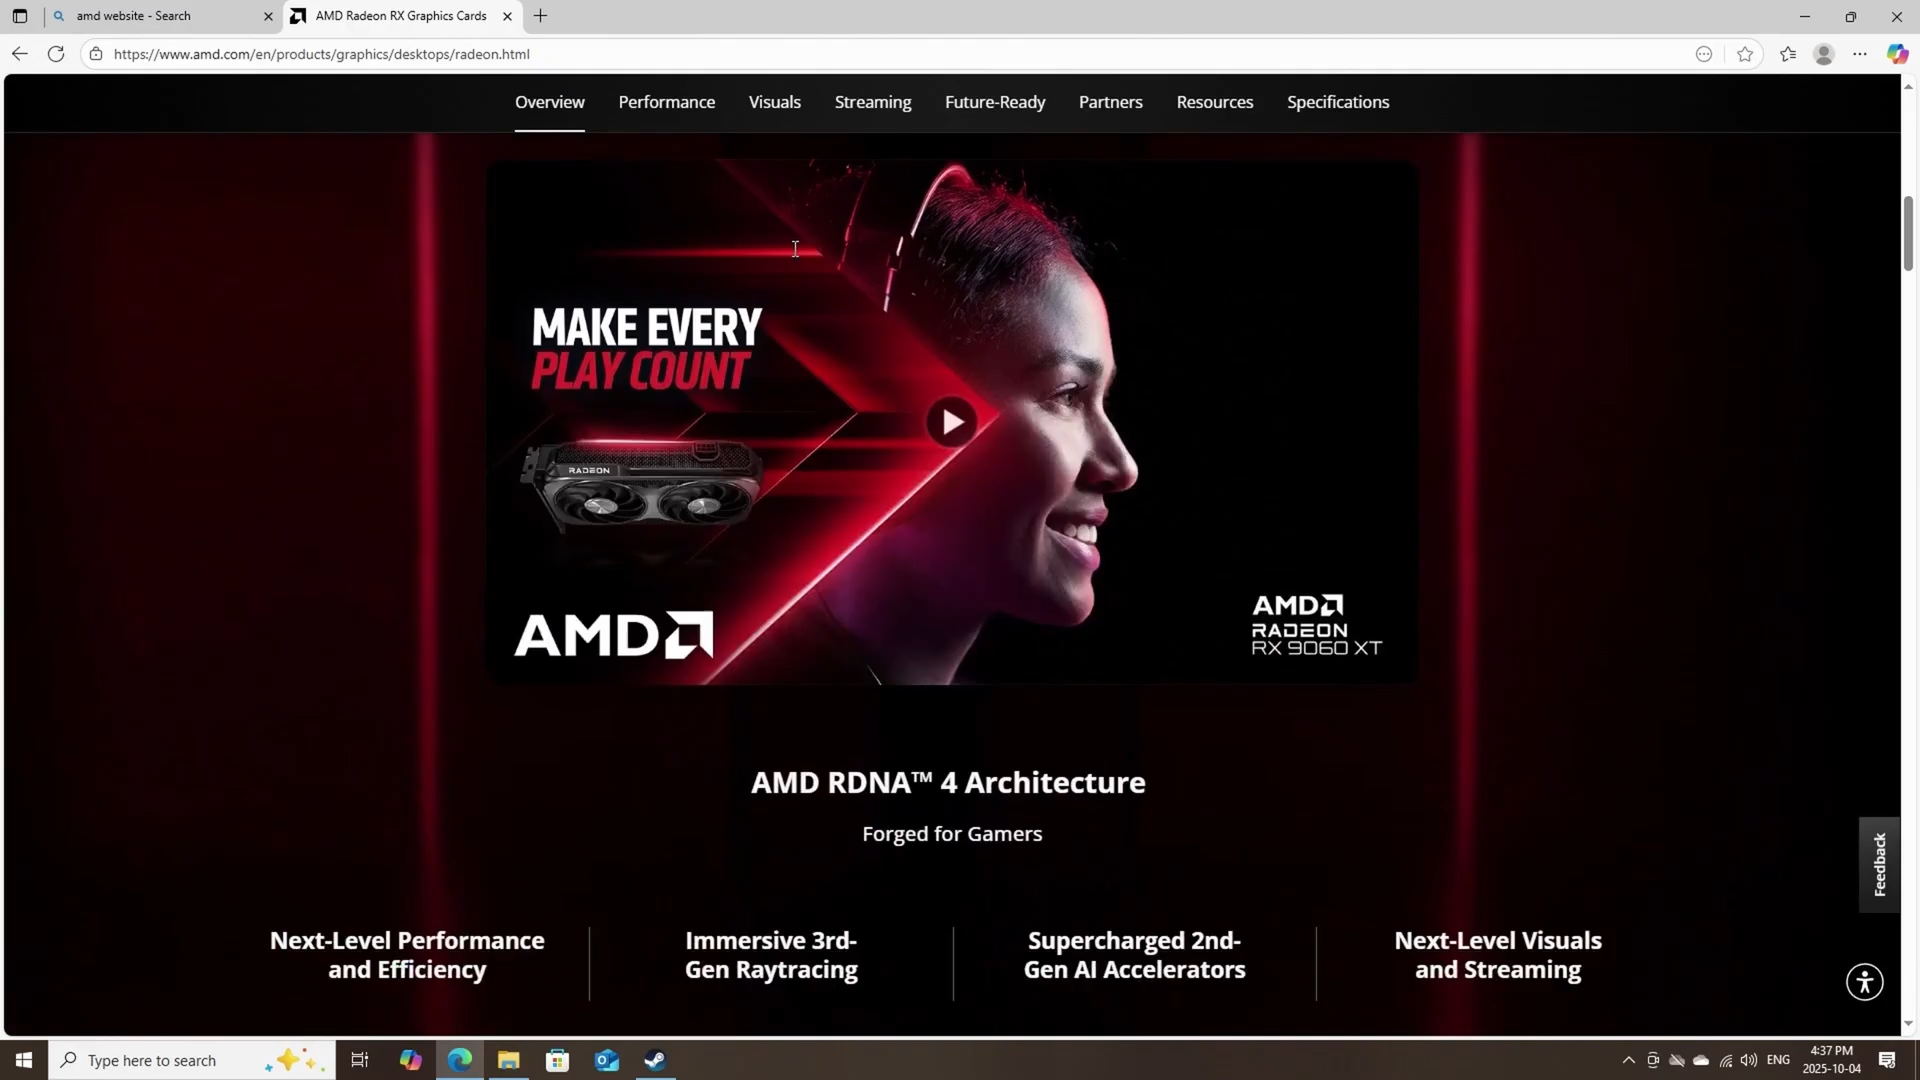 amd website - Search
AMD Radeon RX Graphics Cards
https://www.amd.com/en/products/graphics/desktops/radeon.html
Overview
Performance
Visuals
Streaming
Future-Ready
Partners
Resources
Specifications
MAKE EVERY
PLAY COUNT
RADEON
AMD
AMD
RADEON
RX 9060 XT
AMD RDNA™ 4 Architecture
Forged for Gamers
Next-Level Performance
and Efficiency
Immersive 3rd-
Gen Raytracing
Supercharged 2nd-
Gen AI Accelerators
Next-Level Visuals
and Streaming
Feedback
Type here to search
ENG
4:37 PM
2025-10-04